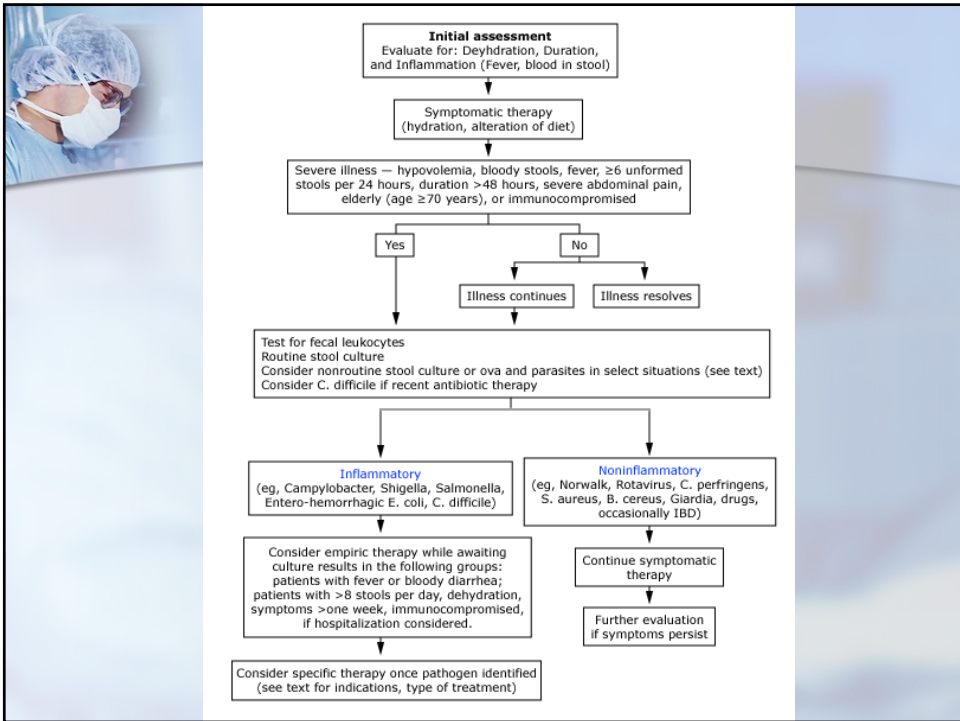 Initial assessment
Evaluate for: Deyhdration, Duration,
and Inflammation (Fever, blood in stool)
Symptomatic therapy
(hydration, alteration of diet)
Severe illness — hypovolemia, bloody stools, fever, ≥6 unformed
stools per 24 hours, duration >48 hours, severe abdominal pain,
elderly (age ≥70 years), or immunocompromised
Yes
No
Illness continues
Illness resolves
Test for fecal leukocytes
Routine stool culture
Consider nonroutine stool culture or ova and parasites in select situations (see text)
Consider C. difficile if recent antibiotic therapy
Inflammatory
(eg, Campylobacter, Shigella, Salmonella,
Entero-hemorrhagic E. coli, C. difficile)
Noninflammatory
(eg, Norwalk, Rotavirus, C. perfringens,
S. aureus, B. cereus, Giardia, drugs,
occasionally IBD)
Consider empiric therapy while awaiting
culture results in the following groups:
patients with fever or bloody diarrhea;
patients with >8 stools per day, dehydration,
symptoms >one week, immunocompromised,
if hospitalization considered.
Continue symptomatic
therapy
Further evaluation
if symptoms persist
Consider specific therapy once pathogen identified
(see text for indications, type of treatment)